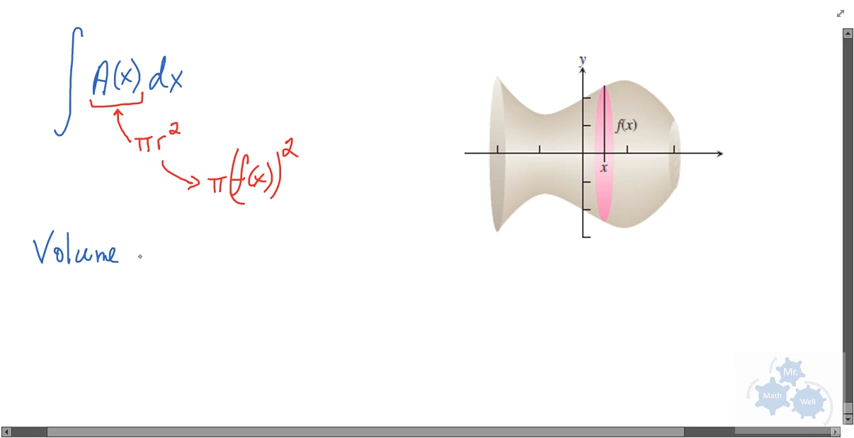 ∫ A(x) dx
πr²
π(f(x))²
Volume
y
f(x)
x
Mr.
Math Well